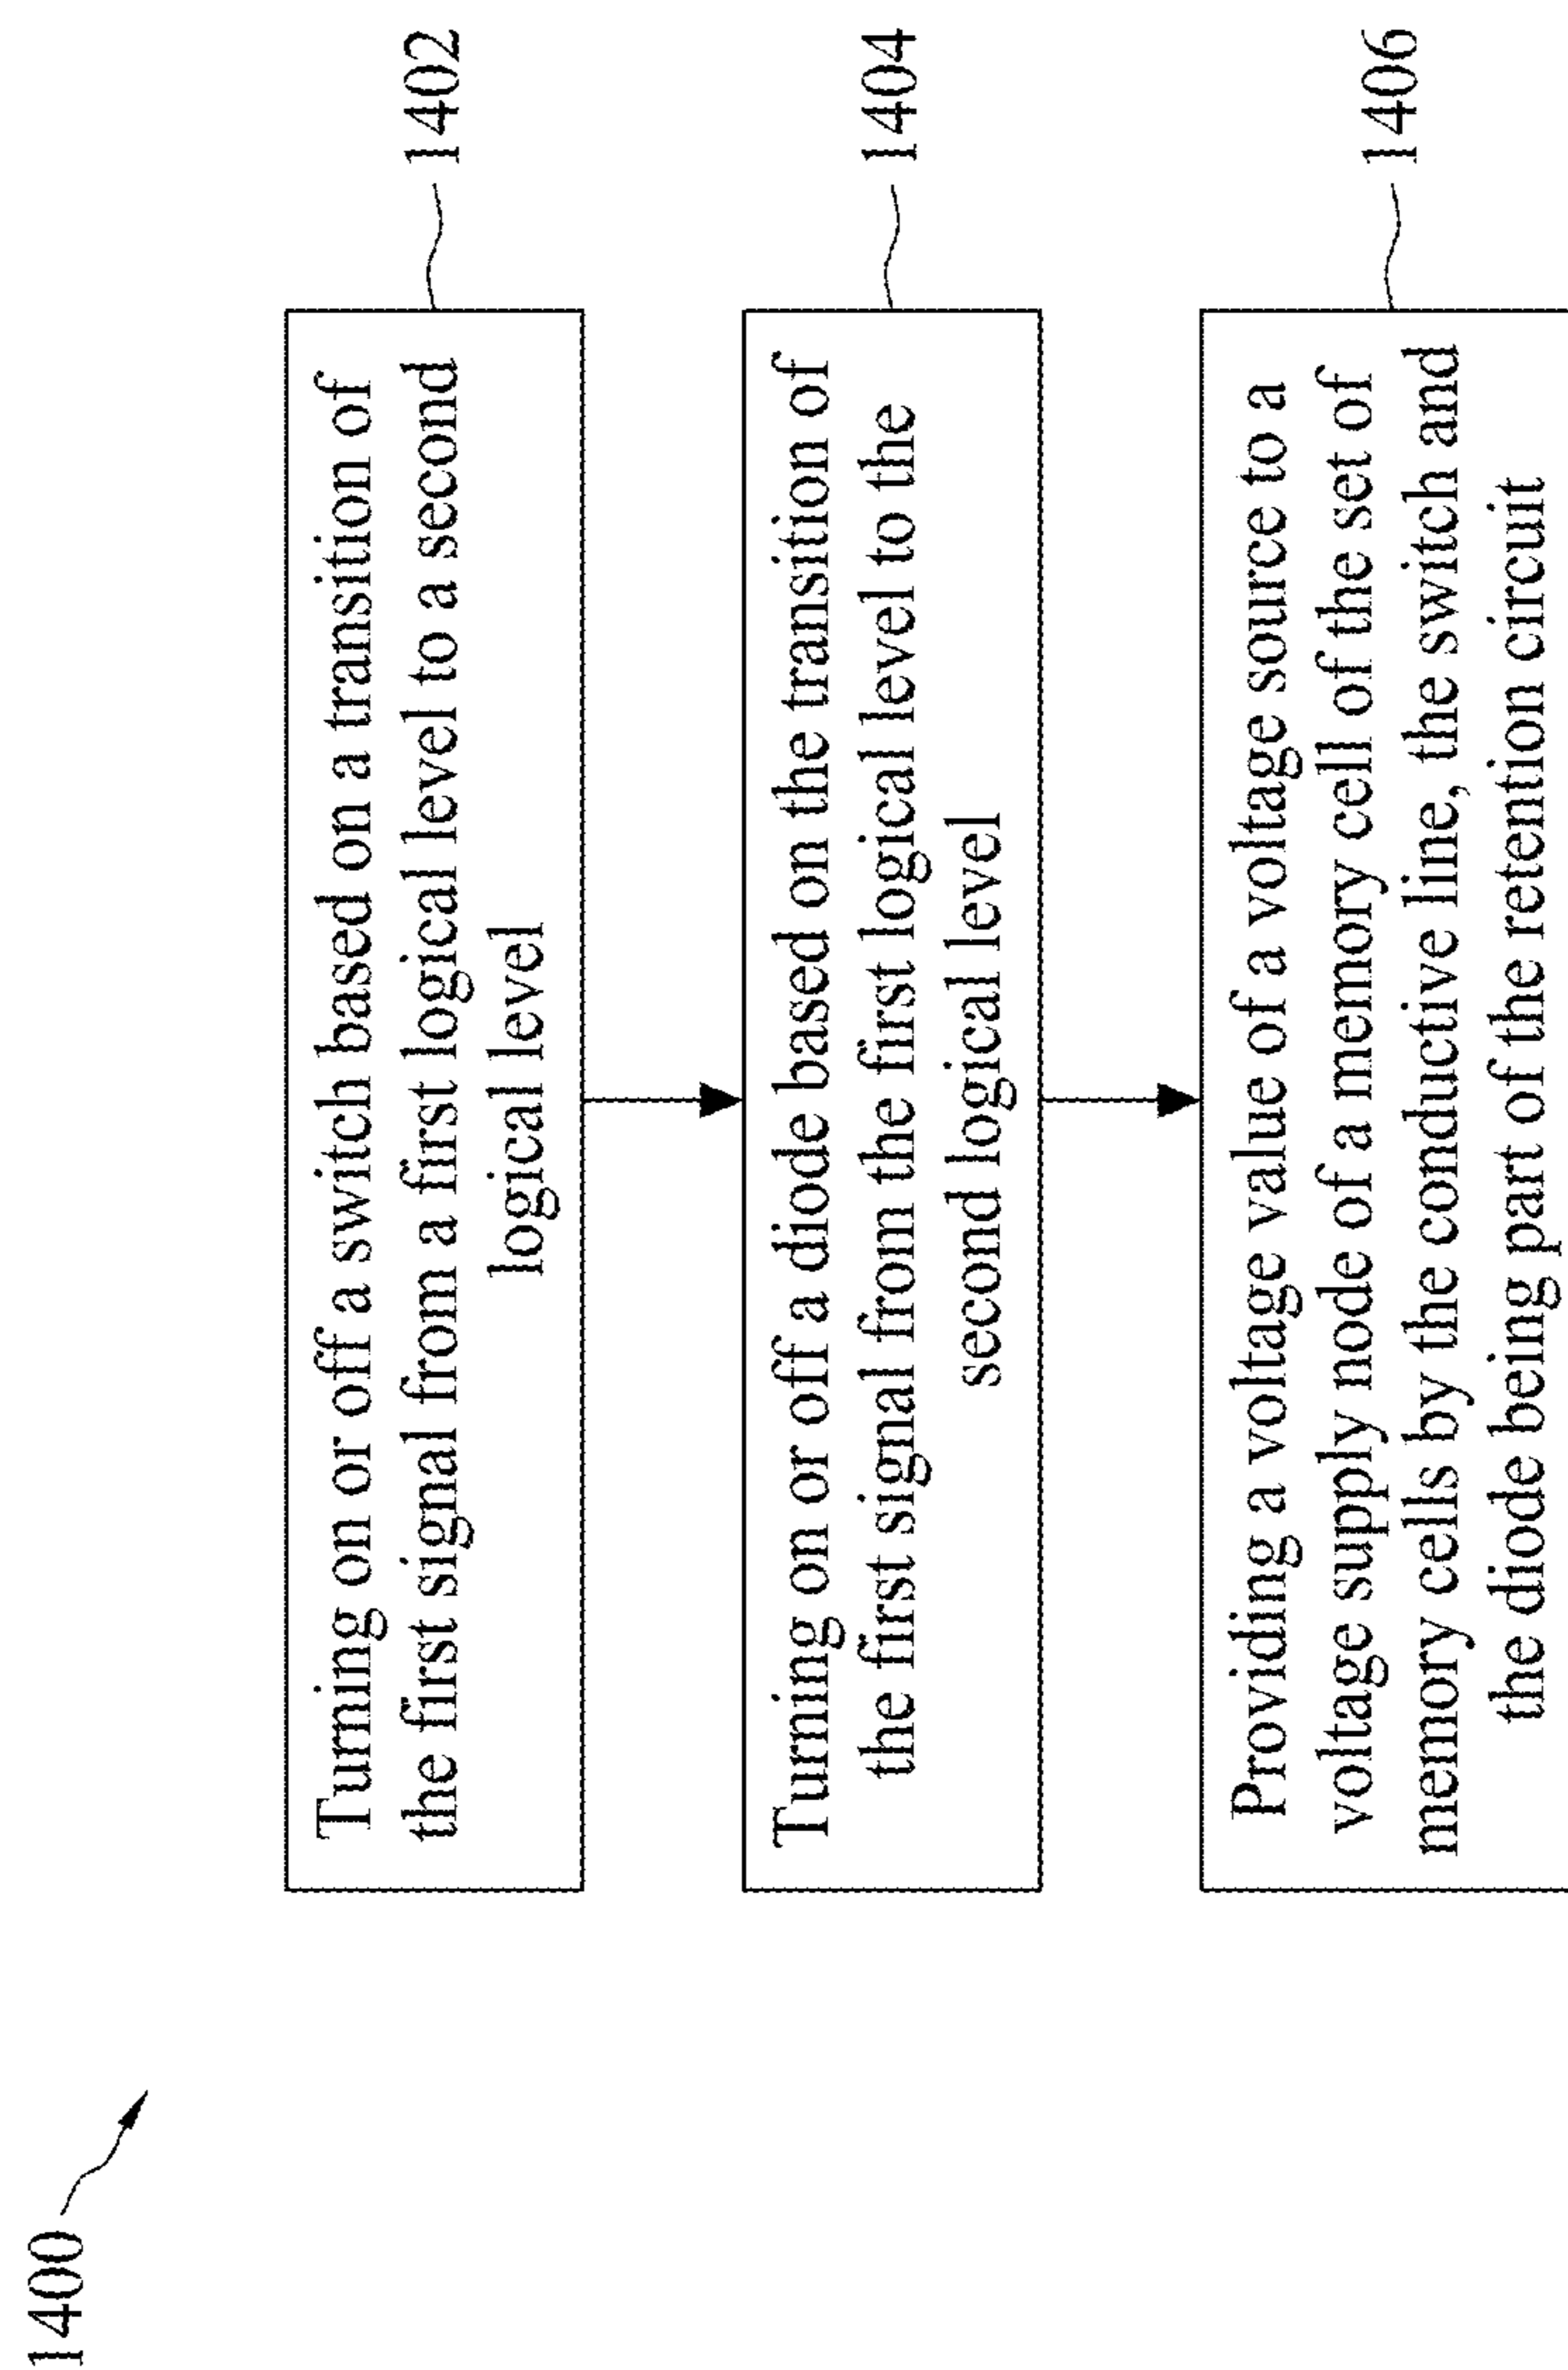 1400
Turning on or off a switch based on a transition of
the first signal from a first logical level to a second
logical level
1402
Turning on or off a diode based on the transition of
the first signal from the first logical level to the
second logical level
1404
Providing a voltage value of a voltage source to a
voltage supply node of a memory cell of the set of
memory cells by the conductive line, the switch and
the diode being part of the retention circuit
1406